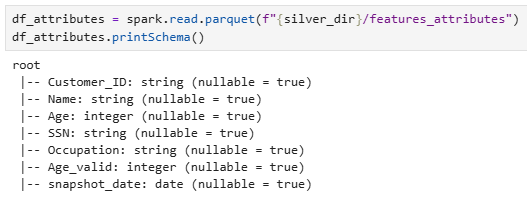 df_attributes = spark.read.parquet(f"{silver_dir}/features_attributes")
df_attributes.printSchema()
root
 |-- Customer_ID: string (nullable = true)
 |-- Name: string (nullable = true)
 |-- Age: integer (nullable = true)
 |-- SSN: string (nullable = true)
 |-- Occupation: string (nullable = true)
 |-- Age_valid: integer (nullable = true)
 |-- snapshot_date: date (nullable = true)